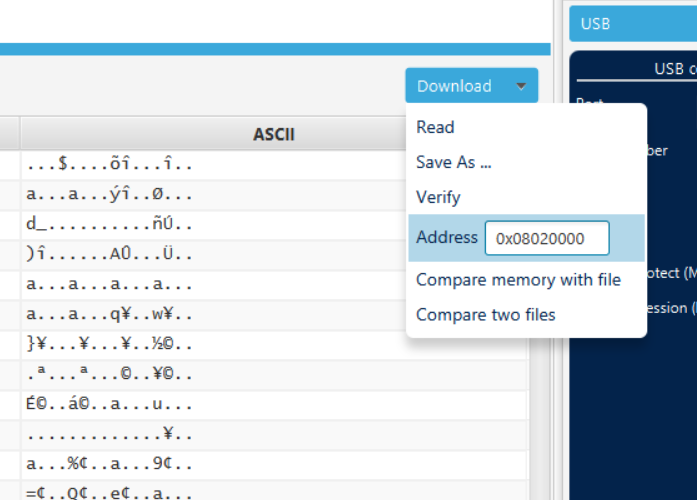 USB
USB c
Download
Port
Read
ber
Save As ...
Verify
Address 0x08020000
otect (M
Compare memory with file
ession (
Compare two files
ASCII
...$....õî...î..
a...a...ýî..Ø...
d_..........ñÚ..
)î......AÛ...Ü..
a...a...a...a...
a...a...q¥..w¥..
}¥...¥...¥..½©..
.ª...ª...©..¥©..
É©..á©..a...u...
.............¥..
a...%¢..a...9¢..
=¢..Q¢..e¢..a...